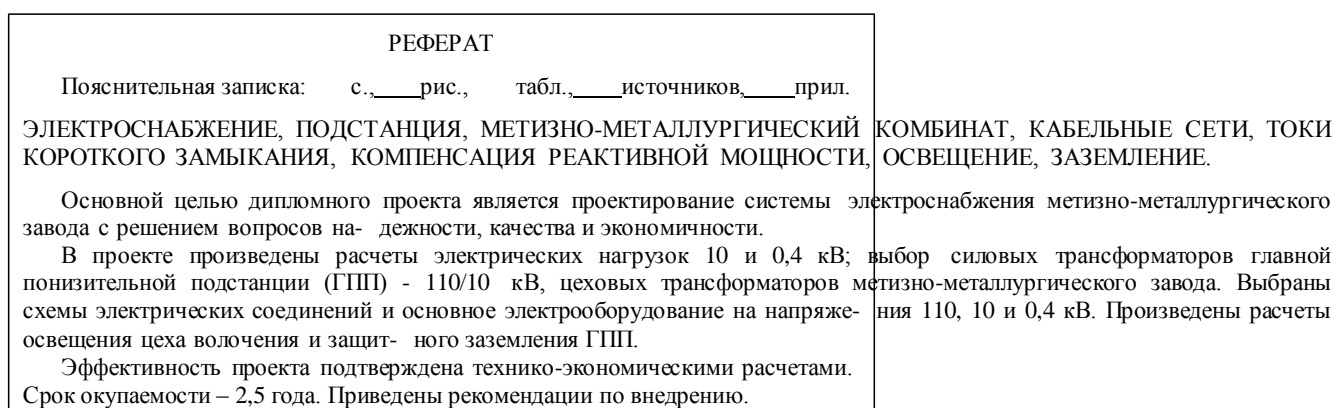 РЕФЕРАТ
Пояснительная записка: с.,____рис., табл.,____источников,____прил.
ЭЛЕКТРОСНАБЖЕНИЕ, ПОДСТАНЦИЯ, МЕТИЗНО-МЕТАЛЛУРГИЧЕСКИЙ КОМБИНАТ, КАБЕЛЬНЫЕ СЕТИ, ТОКИ
КОРОТКОГО ЗАМЫКАНИЯ, КОМПЕНСАЦИЯ РЕАКТИВНОЙ МОЩНОСТИ, ОСВЕЩЕНИЕ, ЗАЗЕМЛЕНИЕ.
Основной целью дипломного проекта является проектирование системы электроснабжения метизно-металлургического
завода с решением вопросов на- дежности, качества и экономичности.
В проекте произведены расчеты электрических нагрузок 10 и 0,4 кВ; выбор силовых трансформаторов главной
понизительной подстанции (ГПП) - 110/10 кВ, цеховых трансформаторов метизно-металлургического завода. Выбраны
схемы электрических соединений и основное электрооборудование на напряже- ния 110, 10 и 0,4 кВ. Произведены расчеты
освещения цеха волочения и защит- ного заземления ГПП.
Эффективность проекта подтверждена технико-экономическими расчетами.
Срок окупаемости – 2,5 года. Приведены рекомендации по внедрению.